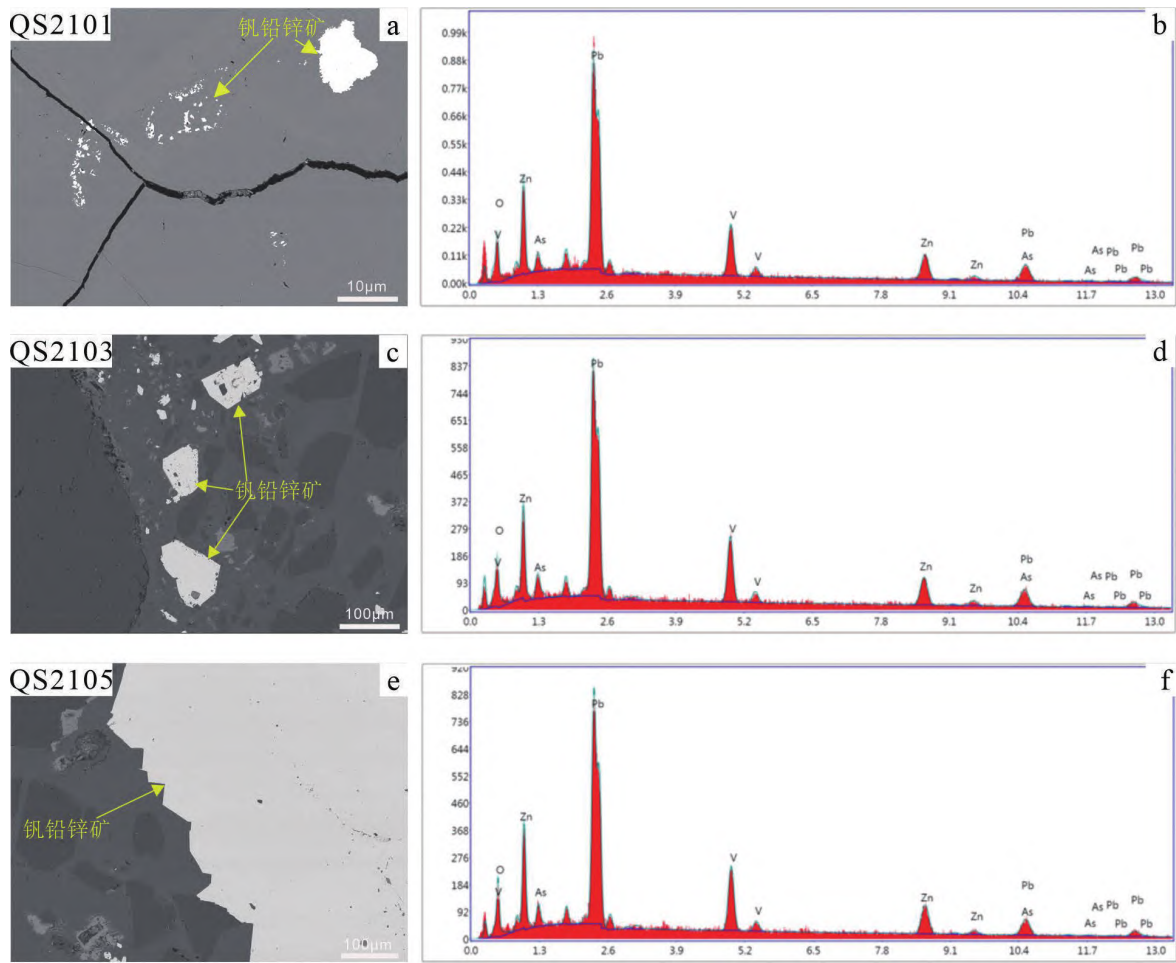 QS2101
a
钒铅锌矿
10μm
b
0.99k
0.88k
0.77k
0.66k
0.55k
0.44k
0.33k
0.22k
0.11k
0.00k
Pb
Zn
O
V
As
V
V
Zn
Zn
Pb
As
As Pb Pb
As Pb Pb
0.0 1.3 2.6 3.9 5.2 6.5 7.8 9.1 10.4 11.7 13.0
QS2103
c
钒铅锌矿
100μm
d
930
837
744
651
558
465
372
279
186
93
0
Pb
Zn
O
V
As
V
V
Zn
Zn
Pb
As
As Pb Pb
As Pb Pb
0.0 1.3 2.6 3.9 5.2 6.5 7.8 9.1 10.4 11.7 13.0
QS2105
e
钒铅锌矿
100μm
f
920
828
736
644
552
460
368
276
184
92
0
Pb
Zn
O
V
As
V
V
Zn
Zn
Pb
As
As Pb Pb
As Pb Pb
0.0 1.3 2.6 3.9 5.2 6.5 7.8 9.1 10.4 11.7 13.0